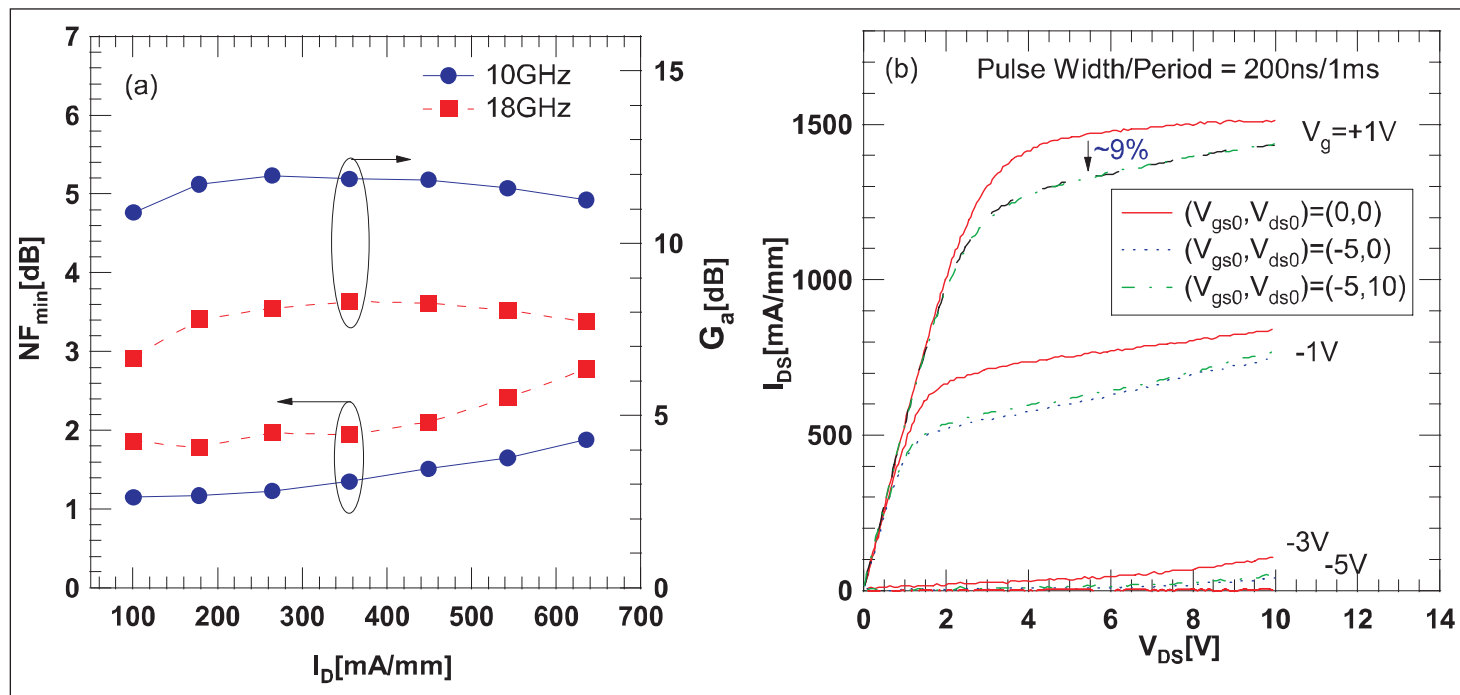 (a)
10GHz
18GHz
7
6
5
4
3
2
1
0
NFmin[dB]
15
10
5
0
Ga[dB]
100 200 300 400 500 600 700
ID[mA/mm]
(b) Pulse Width/Period = 200ns/1ms
Vg=+1V
~9%
(Vgs0,Vds0)=(0,0)
(Vgs0,Vds0)=(-5,0)
(Vgs0,Vds0)=(-5,10)
-1V
-3V
-5V
1500
1000
500
0
IDS[mA/mm]
0 2 4 6 8 10 12 14
VDS[V]